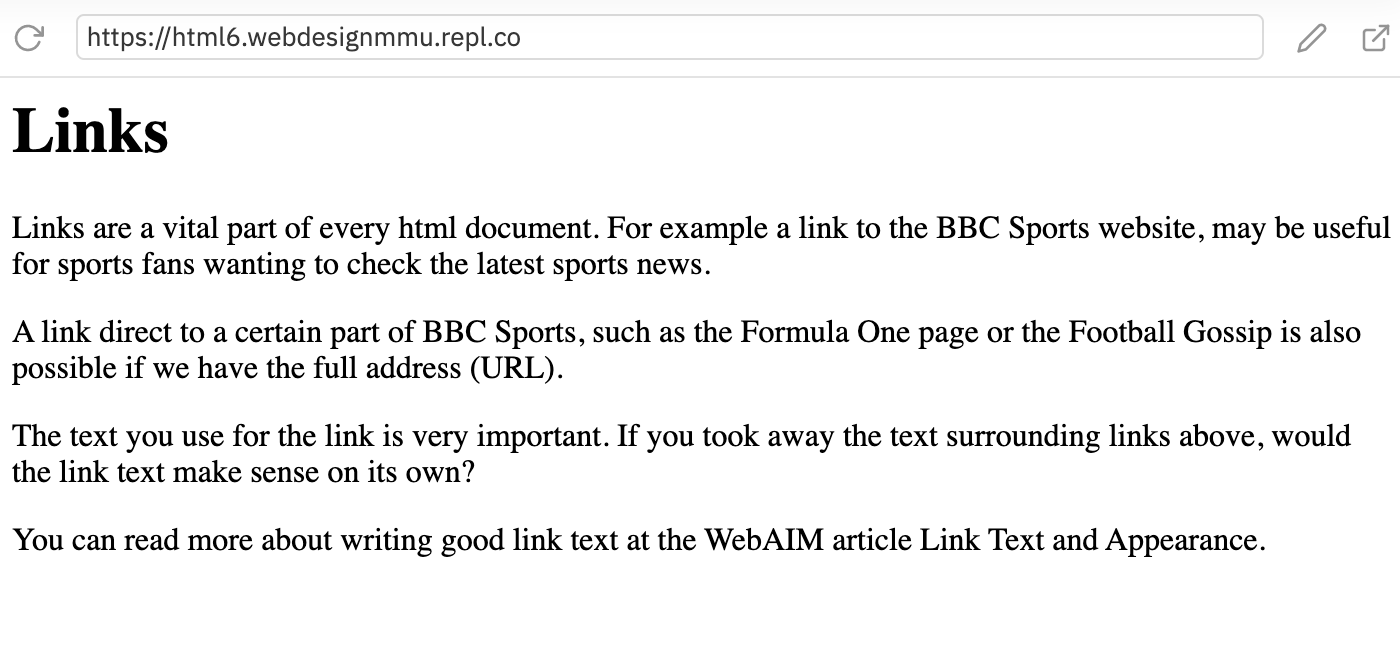 https://html6.webdesignmmu.repl.co
Links
Links are a vital part of every html document. For example a link to the BBC Sports website, may be useful
for sports fans wanting to check the latest sports news.
A link direct to a certain part of BBC Sports, such as the Formula One page or the Football Gossip is also
possible if we have the full address (URL).
The text you use for the link is very important. If you took away the text surrounding links above, would
the link text make sense on its own?
You can read more about writing good link text at the WebAIM article Link Text and Appearance.